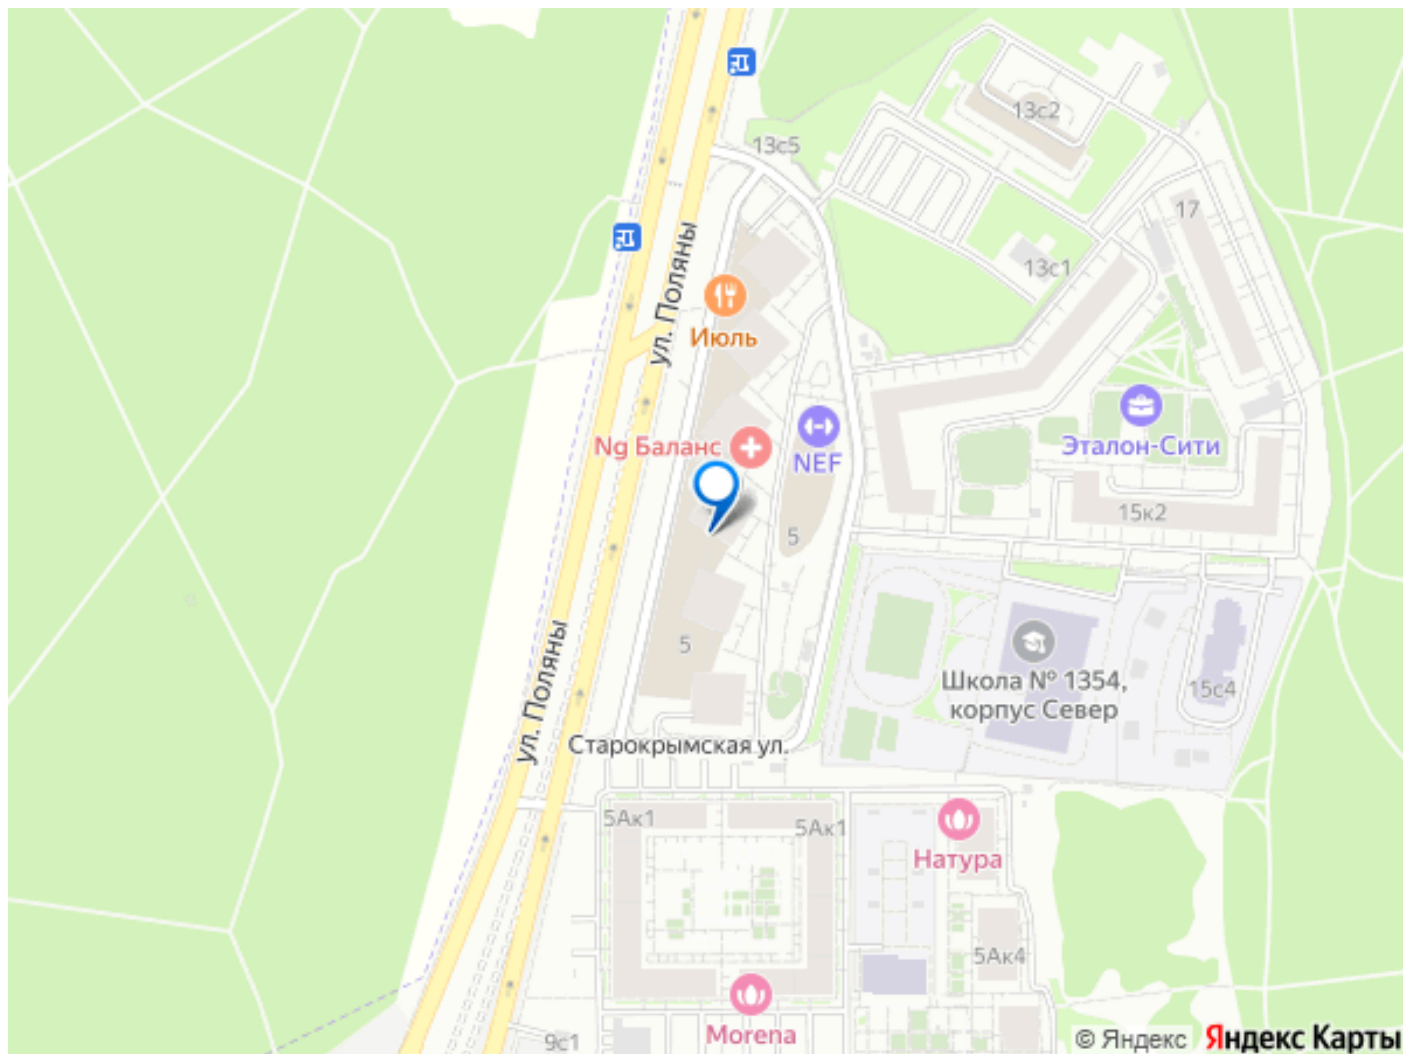 13с2
13с5
17
ул. Поляны
13с1
Июль
Ng Баланс
NEF
Эталон-Сити
15к2
5
5
ул. Поляны
Школа № 1354,
корпус Север
15с4
Старокрымская ул.
5Ак1
5Ак1
Натура
5Ак4
Morena
9с1
© Яндекс Яндекс Карты